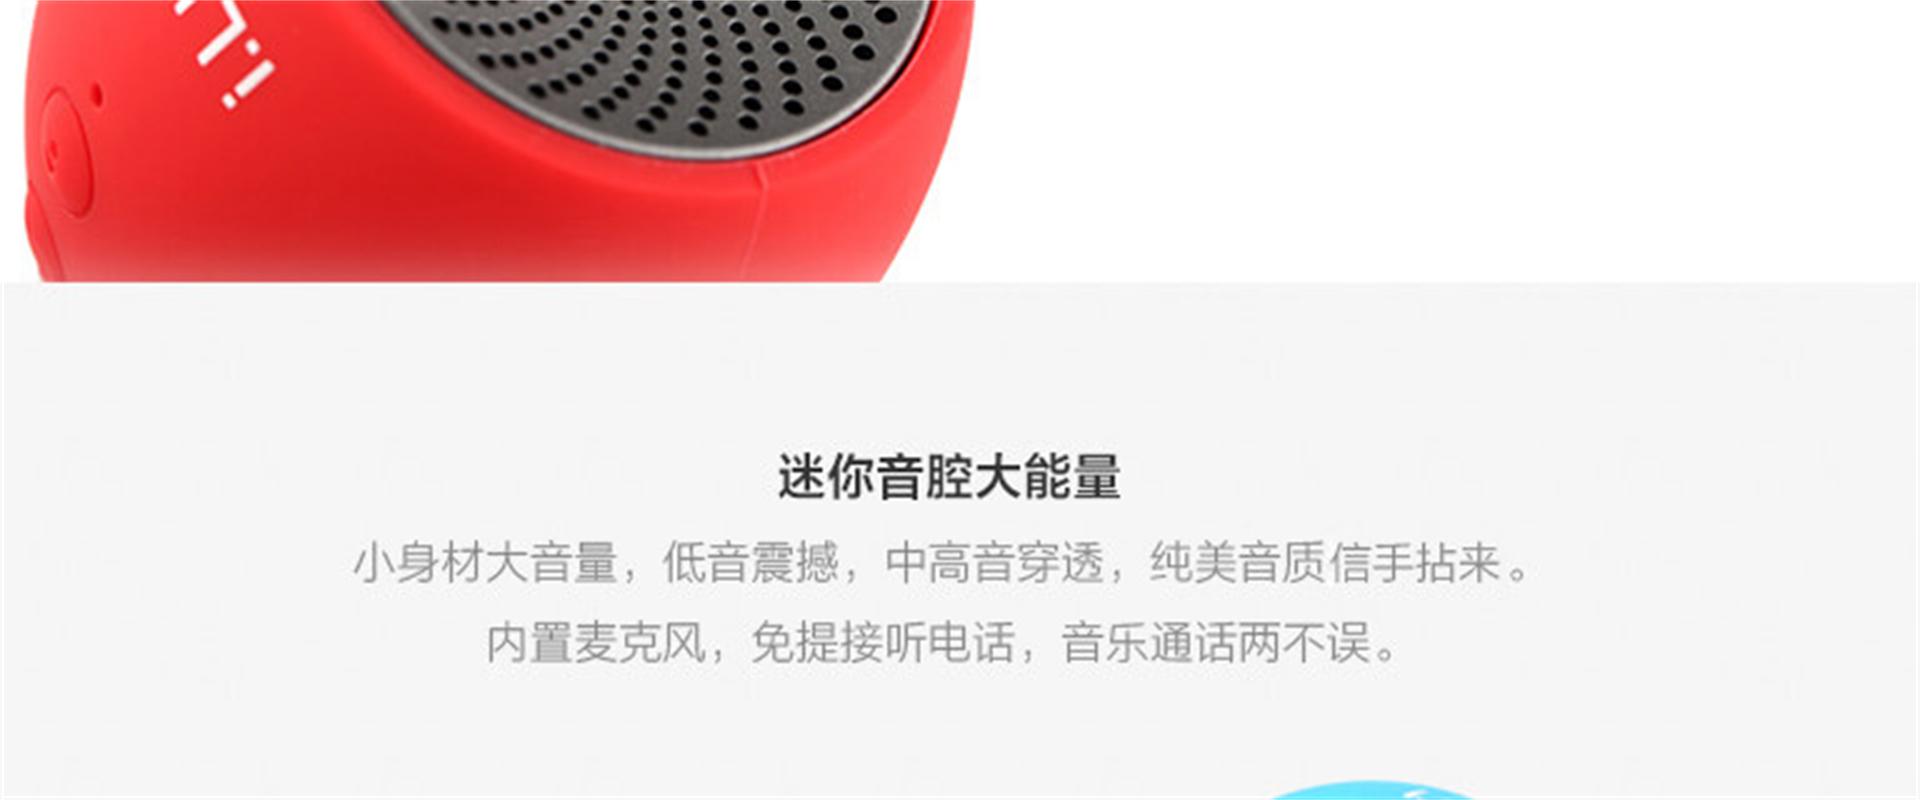 迷你音腔大能量
小身材大音量，低音震撼，中高音穿透，纯美音质信手拈来。
内置麦克风，免提接听电话，音乐通话两不误。